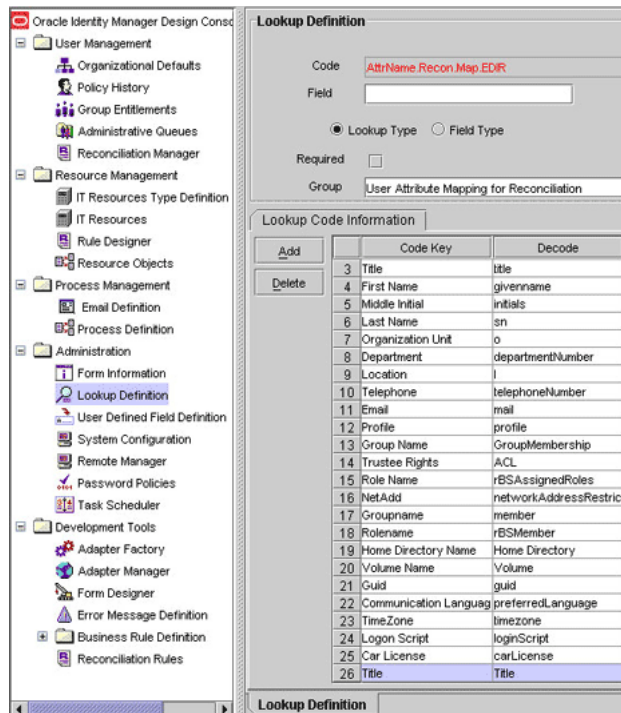 Oracle Identity Manager Design Conso
User Management
Organizational Defaults
Policy History
Group Entitlements
Administrative Queues
Reconciliation Manager
Resource Management
IT Resources Type Definition
IT Resources
Rule Designer
Resource Objects
Process Management
Email Definition
Process Definition
Administration
Form Information
Lookup Definition
User Defined Field Definition
System Configuration
Remote Manager
Password Policies
Task Scheduler
Development Tools
Adapter Factory
Adapter Manager
Form Designer
Error Message Definition
Business Rule Definition
Reconciliation Rules
Lookup Definition
Code AttrName.Recon.Map.EDIR
Field
Lookup Type Field Type
Required
Group User Attribute Mapping for Reconciliation
Lookup Code Information
Add
Delete
Code Key Decode
3 Title title
4 First Name givenname
5 Middle Initial initials
6 Last Name sn
7 Organization Unit o
8 Department departmentNumber
9 Location l
10 Telephone telephoneNumber
11 Email mail
12 Profile profile
13 Group Name GroupMembership
14 Trustee Rights ACL
15 Role Name rBSAssignedRoles
16 NetAdd networkAddressRestric
17 Groupname member
18 Rolename rBSMember
19 Home Directory Name Home Directory
20 Volume Name Volume
21 Guid guid
22 Communication Languag preferredLanguage
23 TimeZone timezone
24 Logon Script loginScript
25 Car License carLicense
26 Title Title
Lookup Definition